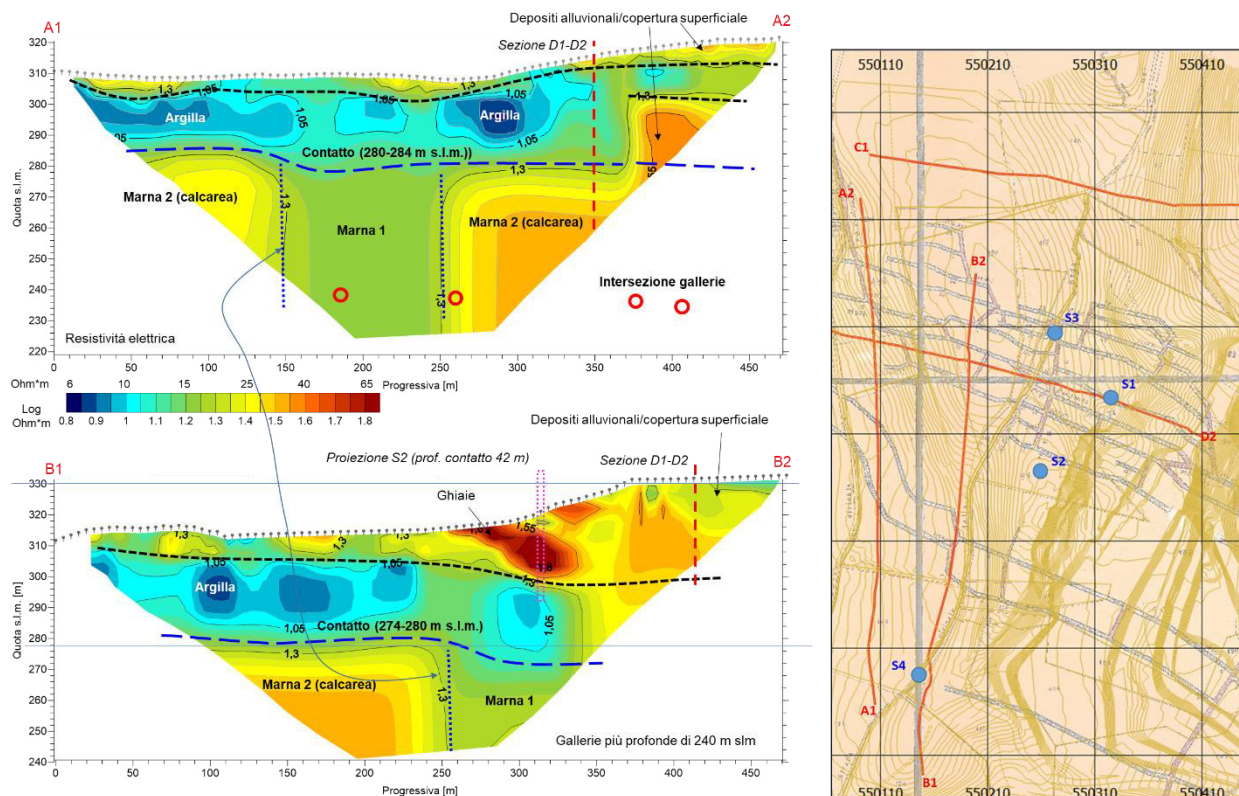 A1
A2
Depositi alluvionali/copertura superficiale
Sezione D1-D2
320
310
300
290
280
270
260
250
240
230
220
Quota s.l.m.
1.3
1,05
1,3
1,05
Argilla
1,05
1,05
Argilla
1,05
1,3
Contatto (280-284 m s.l.m.))
1.3
55
Marna 2 (calcarea)
1.3
Marna 1
Marna 2 (calcarea)
1.3
Intersezione gallerie
Resistività elettrica
0 50 100 150 200 250 300 350 400 450
Ohm*m 6 10 15 25 40 65 Progressiva [m]
Log
Ohm*m 0.8 0.9 1 1.1 1.2 1.3 1.4 1.5 1.6 1.7 1.8
Depositi alluvionali/copertura superficiale
B1
B2
Proiezione S2 (prof. contatto 42 m)
Sezione D1-D2
Ghiaie
330
320
310
300
290
280
270
260
250
240
Quota s.l.m. [m]
1.3
1,3
1,3
1,55
1,05
1,05
1.3
Argilla
1,05
1,05
Contatto (274-280 m s.l.m.)
1.3
Marna 2 (calcarea)
1.3
Marna 1
Gallerie più profonde di 240 m slm
0 50 100 150 200 250 300 350 400 450
Progressiva [m]
550110 550210 550310 550410
C1
A2
B2
S3
S1
D2
S2
S4
A1
B1
550110 550210 550310 550410